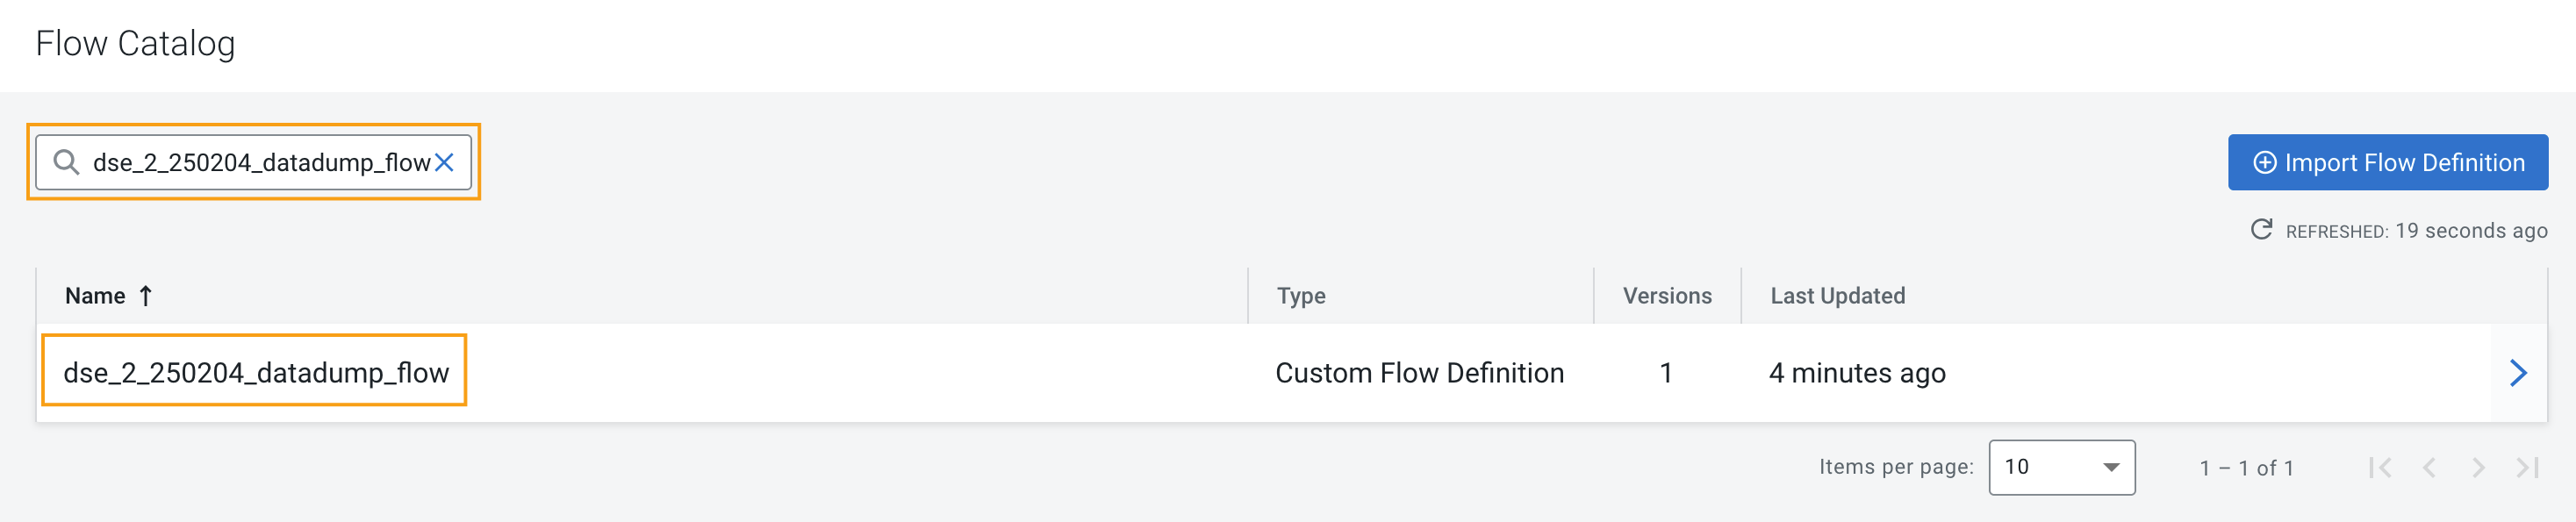 Flow Catalog
dse_2_250204_datadump_flow
Import Flow Definition
REFRESHED: 19 seconds ago
Name Type Versions Last Updated
dse_2_250204_datadump_flow Custom Flow Definition 1 4 minutes ago
Items per page: 10 1 – 1 of 1